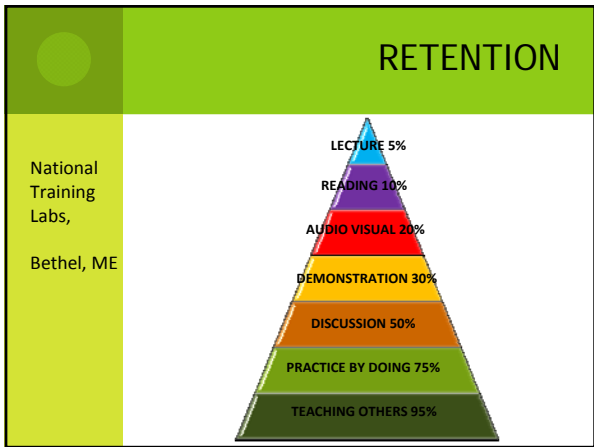 RETENTION
National
Training
Labs,
Bethel, ME
LECTURE 5%
READING 10%
AUDIO VISUAL 20%
DEMONSTRATION 30%
DISCUSSION 50%
PRACTICE BY DOING 75%
TEACHING OTHERS 95%